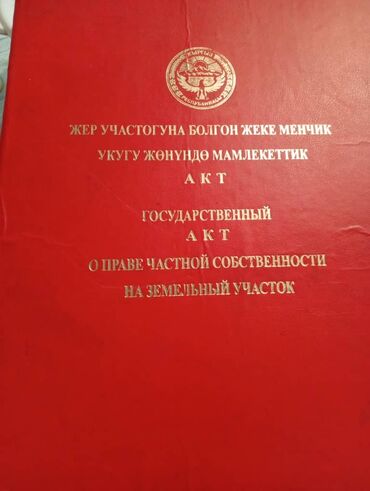 ЖЕР УЧАСТОГУНА БОЛГОН ЖЕКЕ МЕНЧИК
УКУГУ ЖӨНҮНДӨ МАМЛЕКЕТТИК
АКТ
ГОСУДАРСТВЕННЫЙ
АКТ
О ПРАВЕ ЧАСТНОЙ СОБСТВЕННОСТИ
НА ЗЕМЕЛЬНЫЙ УЧАСТОК